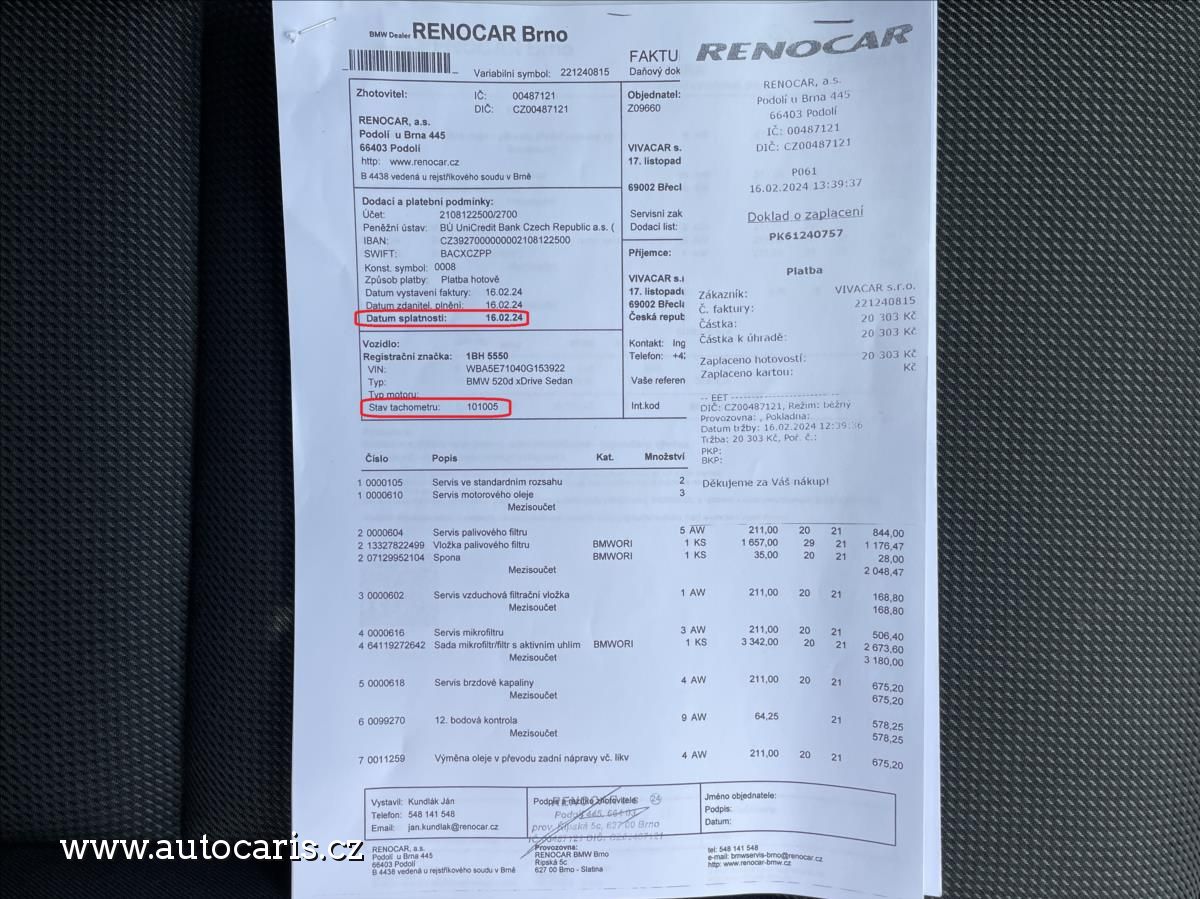 BMW Dealer RENOCAR Brno
Variabilní symbol: 221240815
FAKTU
Daňový dok
Zhotovitel:
IČ: 00487121
DIČ: CZ00487121
RENOCAR, a.s.
Podolí u Brna 445
66403 Podolí
http: www.renocar.cz
B 4438 vedená u rejstříkového soudu v Brně
Objednatel:
Z09660
VIVACAR s.
17. listopad
69002 Břecl
Dodací a platební podmínky:
Účet: 2108122500/2700
Peněžní ústav: BÚ UniCredit Bank Czech Republic a.s. (
IBAN: CZ3927000000002108122500
SWIFT: BACXCZPP
Konst. symbol: 0008
Způsob platby: Platba hotově
Datum vystavení faktury: 16.02.24
Datum zdanitel. plnění: 16.02.24
Datum splatnosti: 16.02.24
Servisní zak
Dodací list:
Příjemce:
VIVACAR s.r
17. listopadu
69002 Břecla
Česká repub
Vozidlo:
Registrační značka: 1BH 5550
VIN: WBA5E71040G153922
Typ: BMW 520d xDrive Sedan
Typ motoru:
Stav tachometru: 101005
Kontakt: Ing
Telefon: +42
Vaše referen
Int.kod
RENOCAR
RENOCAR, a.s.
Podolí u Brna 445
66403 Podolí
IČ: 00487121
DIČ: CZ00487121
P061
16.02.2024 13:39:37
Doklad o zaplacení
PK61240757
Platba
Zákazník: VIVACAR s.r.o.
Č. faktury: 221240815
Částka: 20 303 Kč
Částka k úhradě: 20 303 Kč
Zaplaceno hotovostí: 20 303 Kč
Zaplaceno kartou: Kč
-- EET --------------------
DIČ: CZ00487121, Režim: běžný
Provozovna: , Pokladna:
Datum tržby: 16.02.2024 12:39:36
Tržba: 20 303 Kč, Poř. č.:
PKP:
BKP:
Děkujeme za Váš nákup!
Číslo Popis Kat. Množství
1 0000105 Servis ve standardním rozsahu 2
1 0000610 Servis motorového oleje 3
Mezisoučet
2 0000604 Servis palivového filtru 5 AW 211,00 20 21 844,00
2 13327822499 Vložka palivového filtru BMWORI 1 KS 1 657,00 29 21 1 176,47
2 07129952104 Spona BMWORI 1 KS 35,00 20 21 28,00
Mezisoučet 2 048,47
3 0000602 Servis vzduchová filtrační vložka 1 AW 211,00 20 21 168,80
Mezisoučet 168,80
4 0000616 Servis mikrofiltru 3 AW 211,00 20 21 506,40
4 64119272642 Sada mikrofiltr/filtr s aktivním uhlím BMWORI 1 KS 3 342,00 20 21 2 673,60
Mezisoučet 3 180,00
5 0000618 Servis brzdové kapaliny 4 AW 211,00 20 21 675,20
Mezisoučet 675,20
6 0099270 12. bodová kontrola 9 AW 64,25 21 578,25
Mezisoučet 578,25
7 0011259 Výměna oleje v převodu zadní nápravy vč. likv 4 AW 211,00 20 21 675,20
Vystavil: Kundlák Ján
Telefon: 548 141 548
Email: jan.kundlak@renocar.cz
Podpis a razítko zhotovitele
24
Podolí 445, 664 03
prov. Řípská 5c, 627 00 Brno
Jméno objednatele:
Podpis:
Datum:
RENOCAR, a.s.
Podolí u Brna 445
66403 Podolí
B 4438 vedená u rejstříkového soudu v Brně
Provozovna:
RENOCAR BMW Brno
Řipská 5c
627 00 Brno - Slatina
tel: 548 141 548
e-mail: bmwservis-brno@renocar.cz
http: www.renocar-bmw.cz
www.autocaris.cz